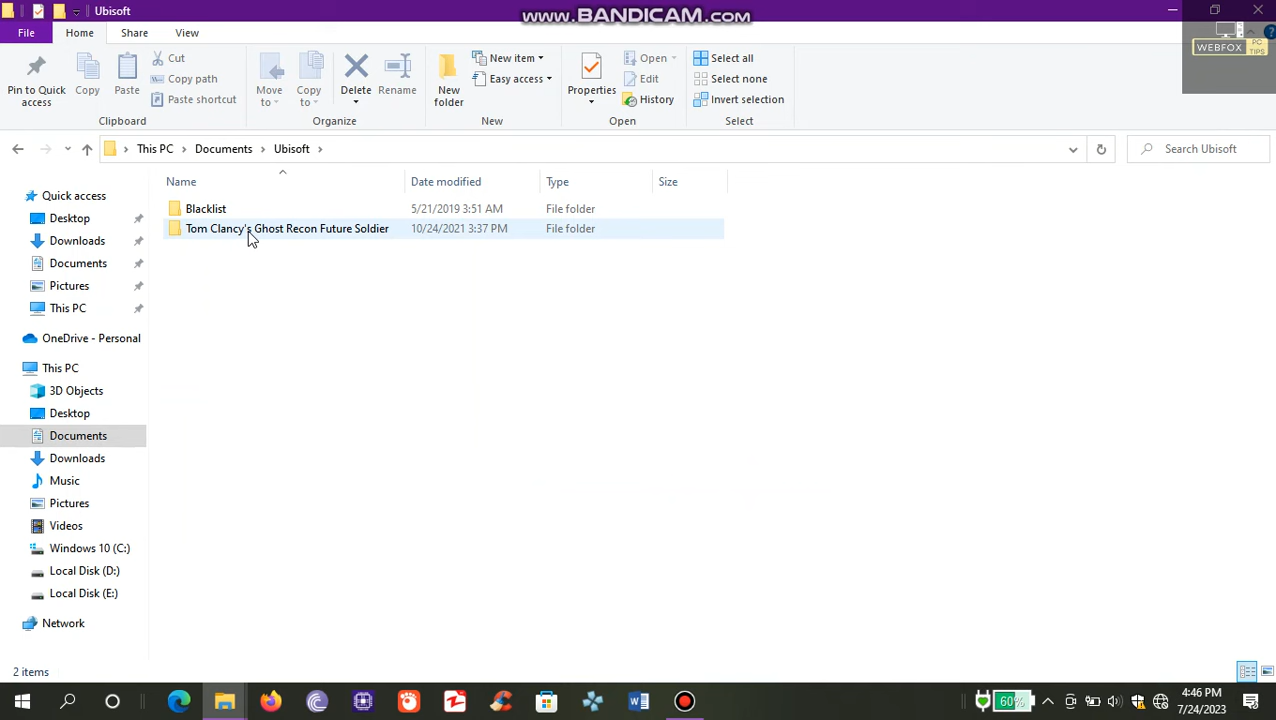 Ubisoft
www.BANDICAM.com
File
Home
Share
View
WEBFOX
PC
TIPS
Pin to Quick
access
Copy
Paste
Cut
Copy path
Paste shortcut
Clipboard
Move
to
Copy
to
Delete
Rename
Organize
New
folder
New item
Easy access
New
Properties
Open
Edit
History
Open
Select all
Select none
Invert selection
Select
This PC
Documents
Ubisoft
Search Ubisoft
Name
Date modified
Type
Size
Blacklist 5/21/2019 3:51 AM File folder
Tom Clancy's Ghost Recon Future Soldier 10/24/2021 3:37 PM File folder
Quick access
Desktop
Downloads
Documents
Pictures
This PC
OneDrive - Personal
This PC
3D Objects
Desktop
Documents
Downloads
Music
Pictures
Videos
Windows 10 (C:)
Local Disk (D:)
Local Disk (E:)
Network
2 items
60%
4:46 PM
7/24/2023